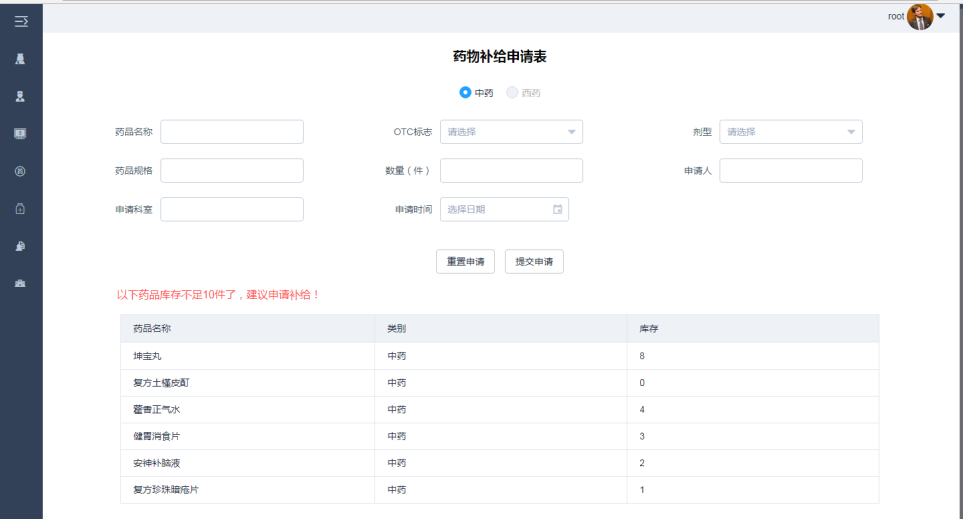 root
药物补给申请表
中药 西药
药品名称 OTC标志 请选择 剂型 请选择
药品规格 数量（件） 申请人
申请科室 申请时间 选择日期
重置申请 提交申请
以下药品库存不足10件了，建议申请补给！
药品名称 类别 库存
坤宝丸 中药 8
复方土槿皮酊 中药 0
藿香正气水 中药 4
健胃消食片 中药 3
安神补脑液 中药 2
复方珍珠暗疮片 中药 1